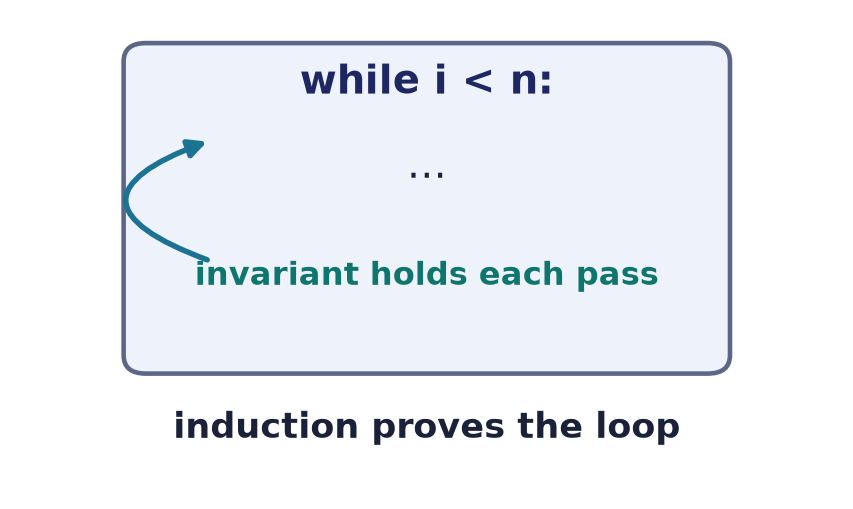 while i < n:
...
invariant holds each pass
induction proves the loop